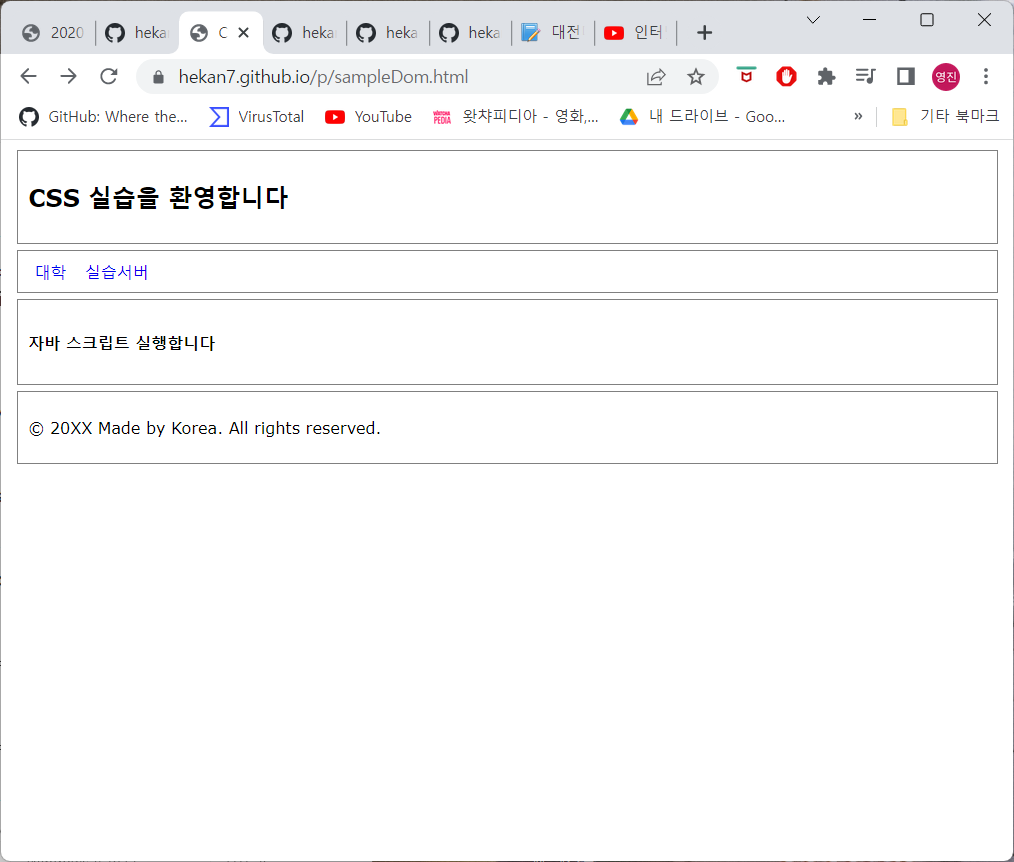 2020 heka C heka heka heka 대전 인터
hekan7.github.io/p/sampleDom.html 영진
GitHub: Where the... VirusTotal YouTube WATCHA PEDIA 왓챠피디아 - 영화,... 내 드라이브 - Goo... » 기타 북마크
CSS 실습을 환영합니다
대학 실습서버
자바 스크립트 실행합니다
© 20XX Made by Korea. All rights reserved.